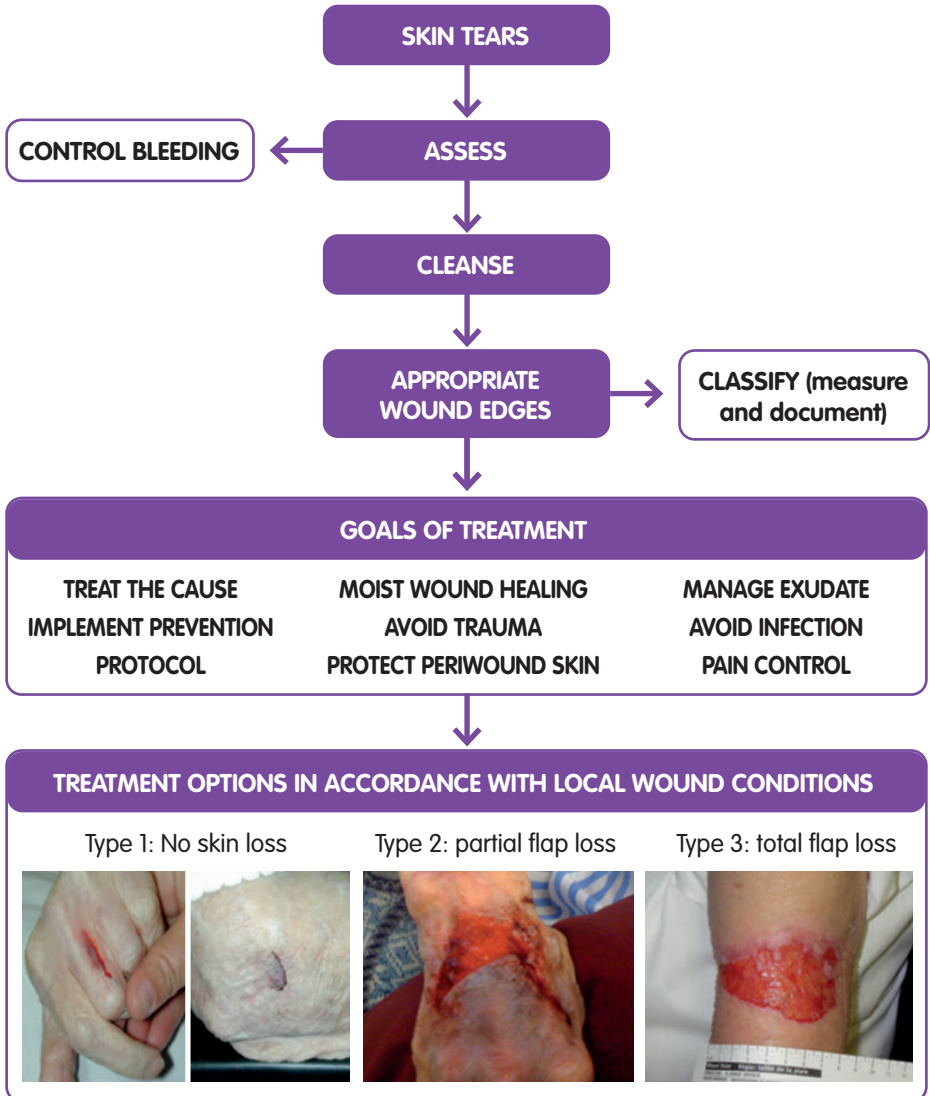 SKIN TEARS
CONTROL BLEEDING
ASSESS
CLEANSE
APPROPRIATE
WOUND EDGES
CLASSIFY (measure
and document)
GOALS OF TREATMENT
TREAT THE CAUSE
IMPLEMENT PREVENTION
PROTOCOL
MOIST WOUND HEALING
AVOID TRAUMA
PROTECT PERIWOUND SKIN
MANAGE EXUDATE
AVOID INFECTION
PAIN CONTROL
TREATMENT OPTIONS IN ACCORDANCE WITH LOCAL WOUND CONDITIONS
Type 1: No skin loss
Type 2: partial flap loss
Type 3: total flap loss